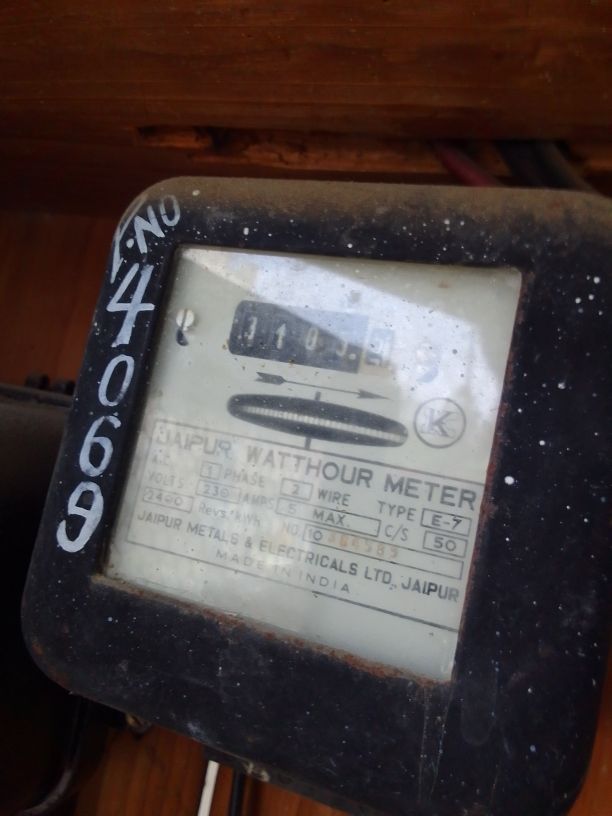 T.NO
4069
K
JAIPUR WATTHOUR METER
A.C. 1 PHASE 2 WIRE TYPE E-7
VOLTS 230 AMPS 5 MAX. C/S 50
2400 Revs/kWh NO. 10
JAIPUR METALS & ELECTRICALS LTD. JAIPUR
MADE IN INDIA